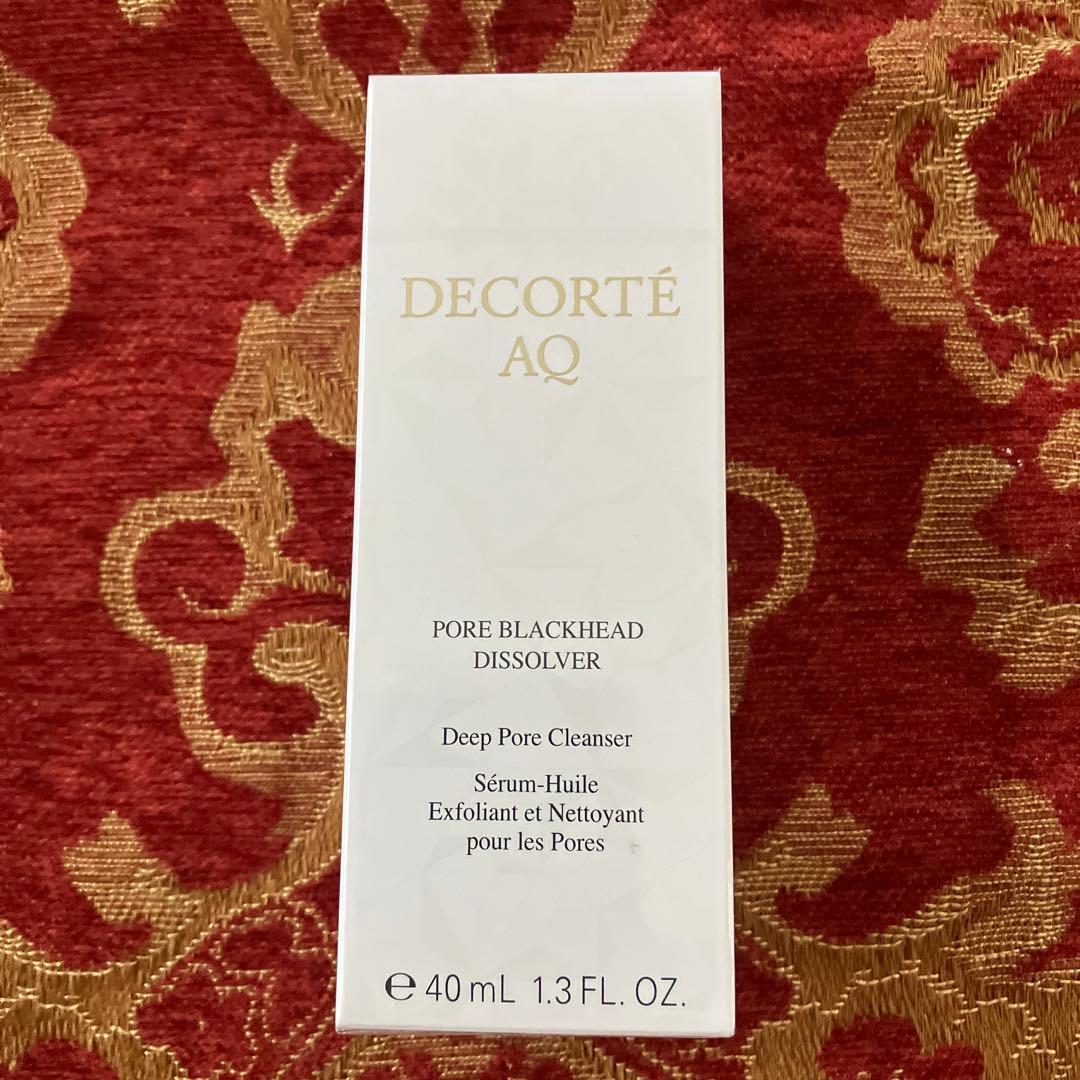 DECORTÉ
AQ
PORE BLACKHEAD
DISSOLVER
Deep Pore Cleanser
Sérum-Huile
Exfoliant et Nettoyant
pour les Pores
℮ 40 mL 1.3 FL. OZ.